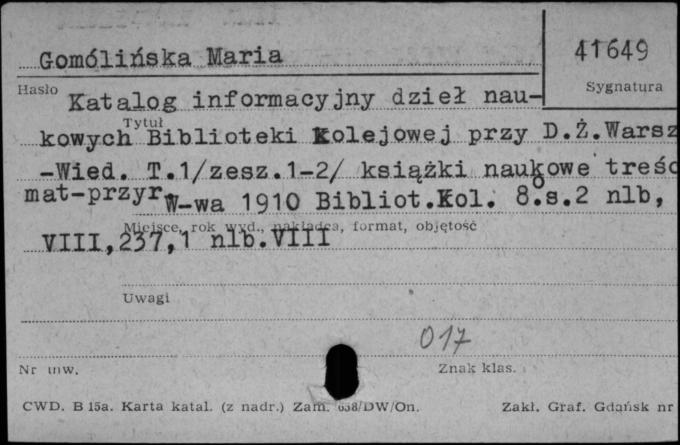 Gomólińska Maria
41649
Hasło
Sygnatura
Katalog informacyjny dzieł nau-
Tytuł
kowych Biblioteki Kolejowej przy D.Ż.Warsz
-Wied. T.1/zesz.1-2/ książki naukowe treśc
mat-przyr. W-wa 1910 Bibliot.Kol. 8.°s.2 nlb,
Miejsce, rok wyd., nakładca, format, objętość
VIII,237,1 nlb.VIII
Uwagi
017
Nr inw.
Znak klas.
CWD. B 15a. Karta katal. (z nadr.) Zam. 638/DW/On.
Zakł. Graf. Gdańsk nr